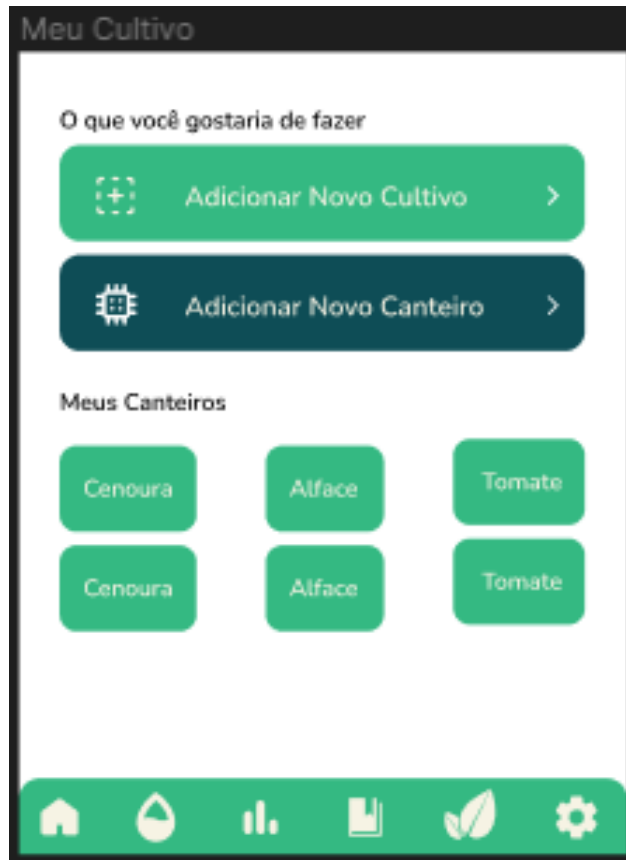 Meu Cultivo
O que você gostaria de fazer
Adicionar Novo Cultivo
Adicionar Novo Canteiro
Meus Canteiros
Cenoura Alface Tomate
Cenoura Alface Tomate